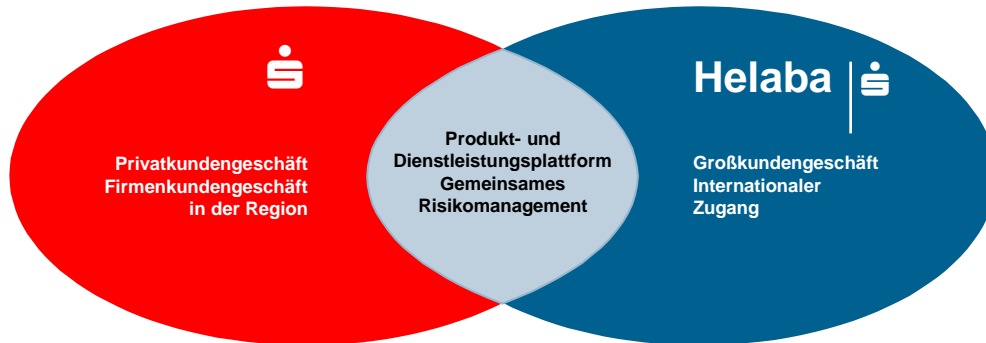 Privatkundengeschäft
Firmenkundengeschäft
in der Region
Produkt- und
Dienstleistungsplattform
Gemeinsames
Risikomanagement
Helaba
Großkundengeschäft
Internationaler
Zugang